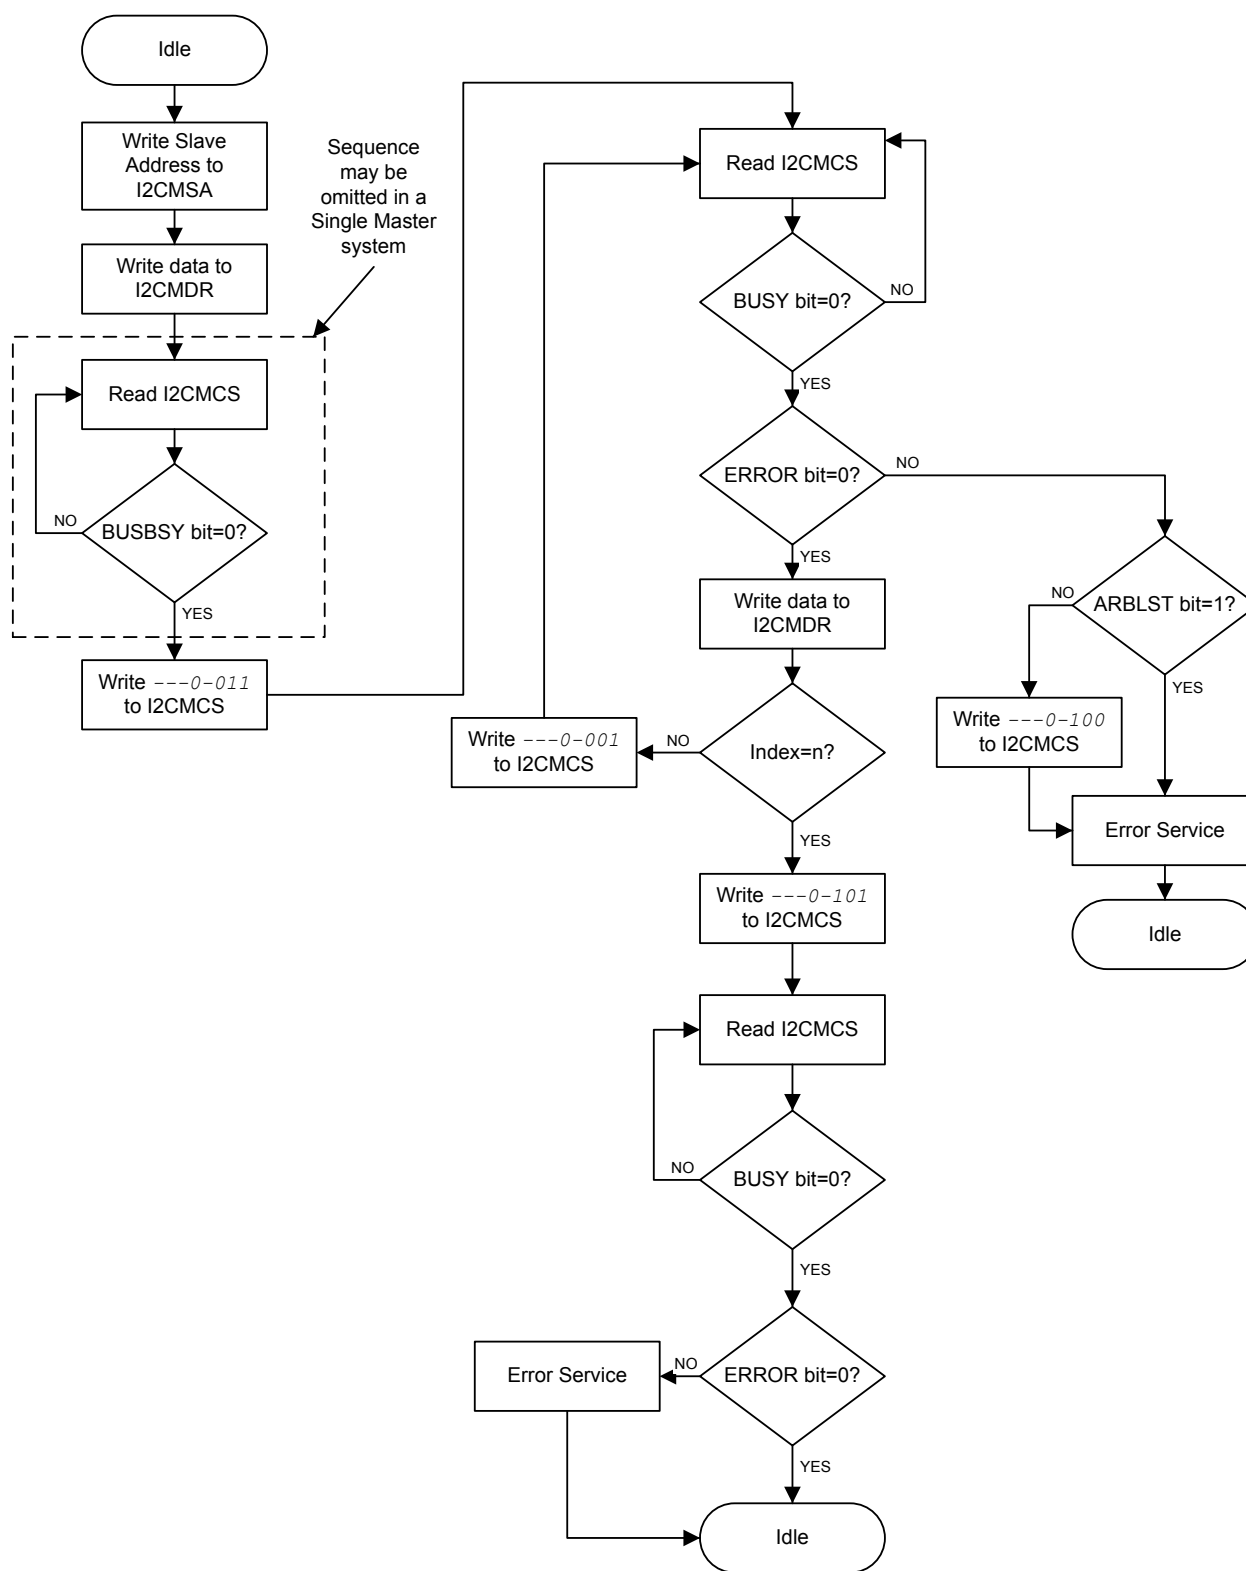 Idle
Write Slave
Address to
I2CMSA
Write data to
I2CMDR
Sequence
may be
omitted in a
Single Master
system
Read I2CMCS
BUSBSY bit=0?
NO
YES
Write ---0-011
to I2CMCS
Read I2CMCS
BUSY bit=0?
NO
YES
ERROR bit=0?
NO
YES
Write data to
I2CMDR
Index=n?
NO
Write ---0-001
to I2CMCS
YES
Write ---0-101
to I2CMCS
Read I2CMCS
BUSY bit=0?
NO
YES
ERROR bit=0?
NO
Error Service
YES
Idle
ARBLST bit=1?
NO
YES
Write ---0-100
to I2CMCS
Error Service
Idle